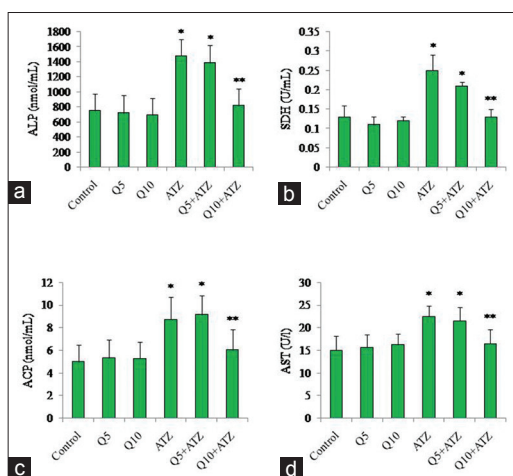 ALP (nmol/mL)
1800
1600
1400
1200
1000
800
600
400
200
0
* * **
Control Q5 Q10 ATZ Q5+ATZ Q10+ATZ
a
SDH (U/mL)
0.35
0.3
0.25
0.2
0.15
0.1
0.05
0
* * **
Control Q5 Q10 ATZ Q5+ATZ Q10+ATZ
b
ACP (nmol/mL)
12
10
8
6
4
2
0
* * **
Control Q5 Q10 ATZ Q5+ATZ Q10+ATZ
c
AST (U/l)
30
25
20
15
10
5
0
* * **
Control Q5 Q10 ATZ Q5+ATZ Q10+ATZ
d